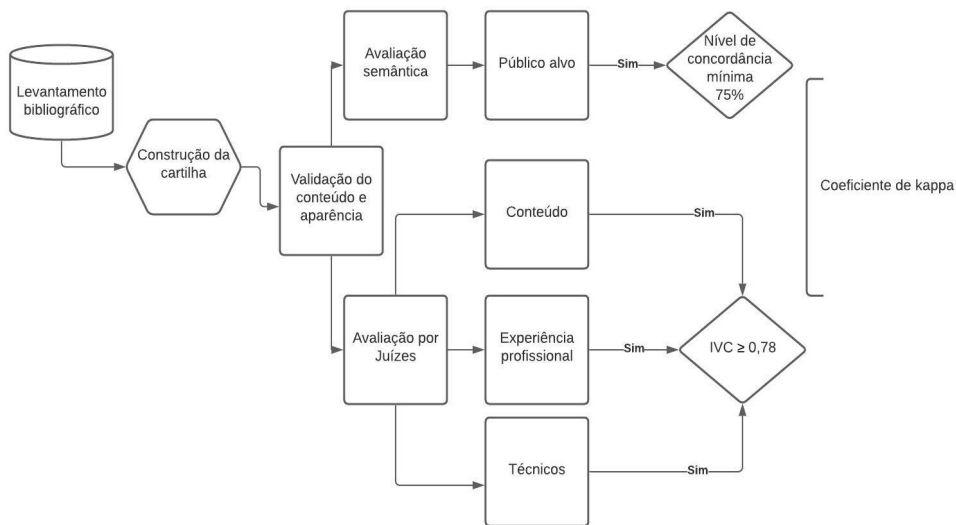 Levantamento
bibliográfico
Construção da
cartilha
Validação do
conteúdo e
aparência
Avaliação
semântica
Público alvo
Sim
Nível de
concordância
mínima
75%
Avaliação por
Juízes
Conteúdo
Sim
Experiência
profissional
Sim
Técnicos
Sim
IVC ≥ 0,78
Coeficiente de kappa